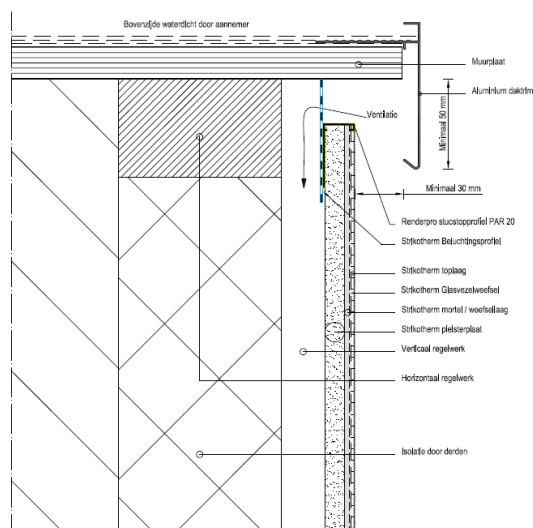 Bovenzijde waterdicht door aannemer
Muurplaat
Aluminium daktrim
Ventilatie
Minimaal 50 mm
Minimaal 30 mm
Renderpro stucstopprofiel PAR 20
Strikotherm Beluchtingsprofiel
Strikotherm toplaag
Strikotherm Glasvezelweefsel
Strikotherm mortel / weefsellaag
Strikotherm pleisterplaat
Verticaal regelwerk
Horizontaal regelwerk
Isolatie door derden